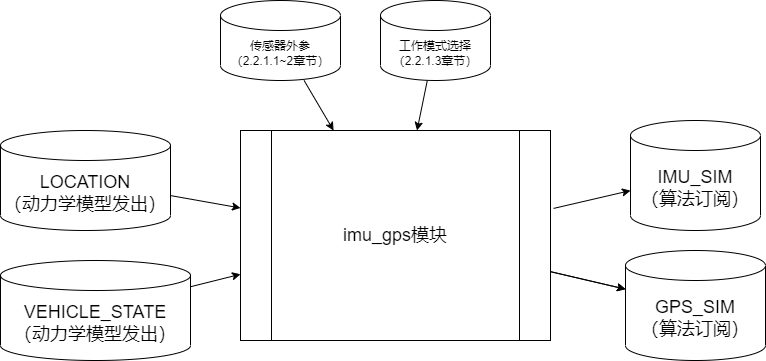 传感器外参
（2.2.1.1~2章节）
工作模式选择
（2.2.1.3章节）
LOCATION
（动力学模型发出）
VEHICLE_STATE
（动力学模型发出）
imu_gps模块
IMU_SIM
（算法订阅）
GPS_SIM
（算法订阅）